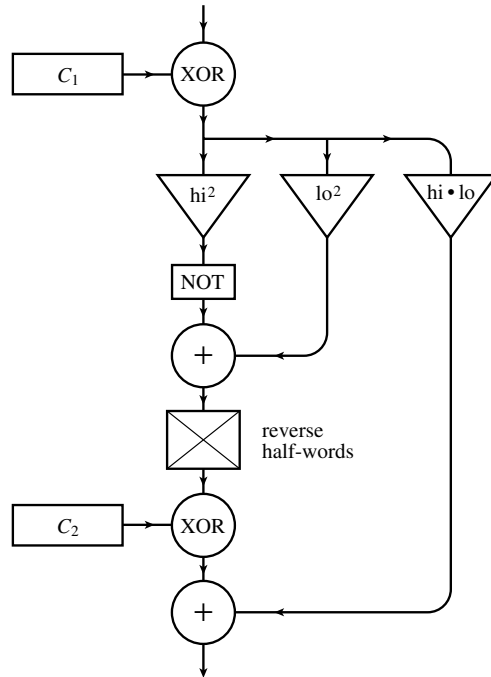 XOR
C₁
hi²
lo²
hi • lo
NOT
+
reverse
half-words
C₂
XOR
+